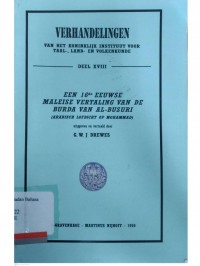 VERHANDELINGEN
VAN HET KONINKLIJK INSTITUUT VOOR
TAAL-, LAND- EN VOLKENKUNDE
DEEL XVIII
EEN 16de EEUWSE
MALEISE VERTALING VAN DE
BURDA VAN AL-BUSIRI
(ARABISCH LOFDICHT OP MOHAMMAD)
uitgegeven en vertaald door
G. W. J. DREWES
'S-GRAVENHAGE - MARTINUS NIJHOFF - 1955